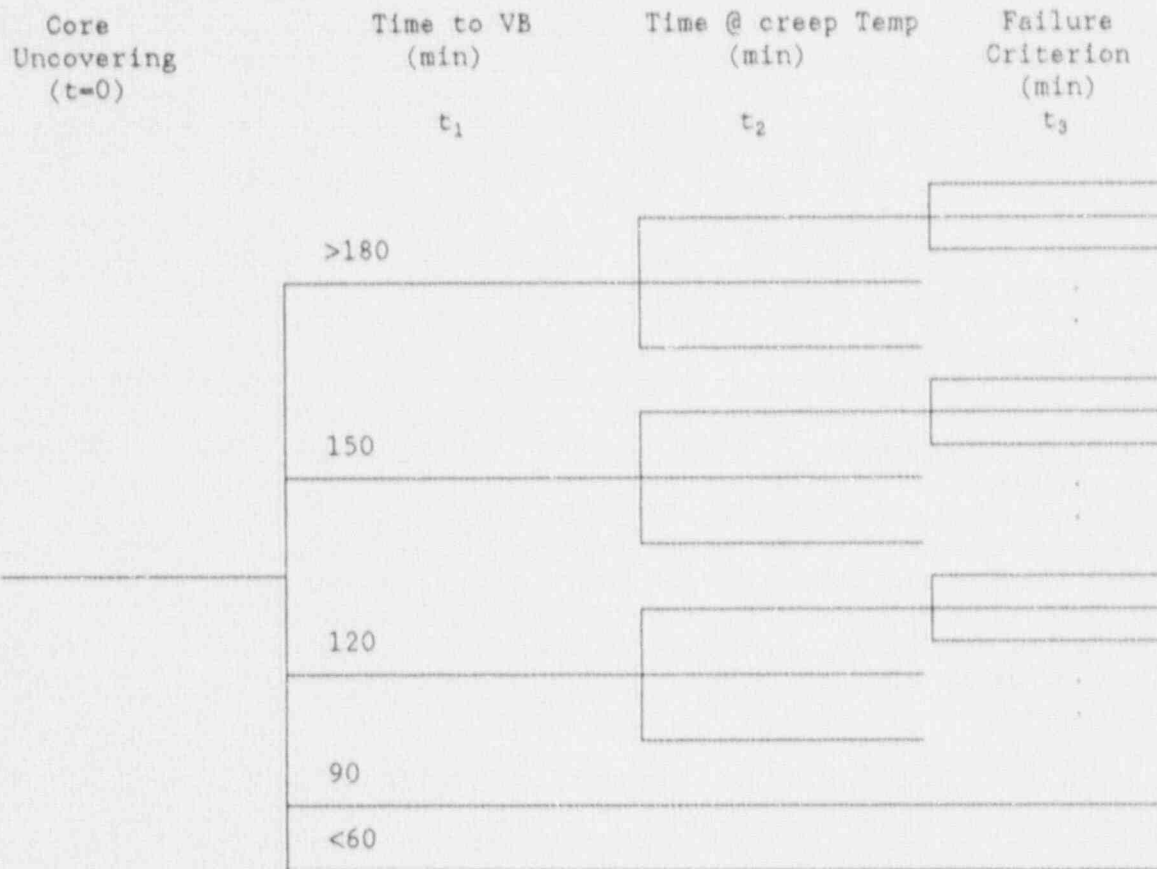 Core
Uncovering
(t=0)
Time to VB
(min)
t₁
Time @ creep Temp
(min)
t₂
Failure
Criterion
(min)
t₃
>180
150
120
90
<60